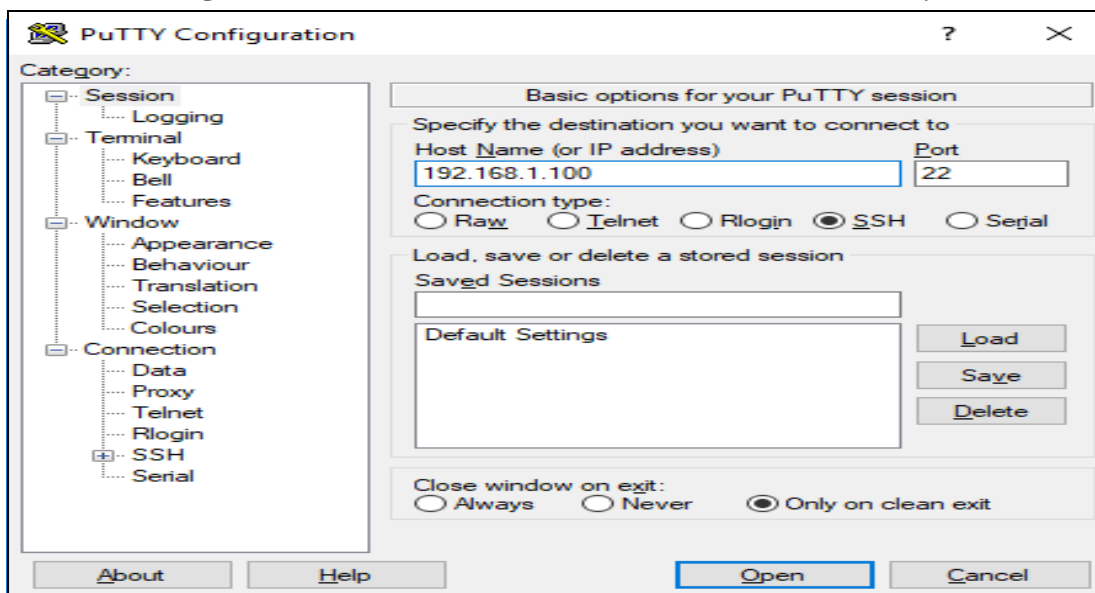 PuTTY Configuration ?
Category:
Session
Logging
Terminal
Keyboard
Bell
Features
Window
Appearance
Behaviour
Translation
Selection
Colours
Connection
Data
Proxy
Telnet
Rlogin
SSH
Serial
Basic options for your PuTTY session
Specify the destination you want to connect to
Host Name (or IP address) Port
192.168.1.100 22
Connection type:
Raw Telnet Rlogin SSH Serial
Load, save or delete a stored session
Saved Sessions
Default Settings
Load
Save
Delete
Close window on exit:
Always Never Only on clean exit
About Help Open Cancel